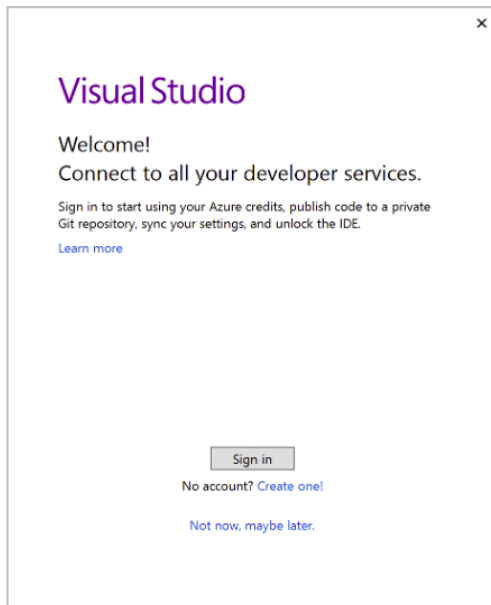 Visual Studio
Welcome!
Connect to all your developer services.
Sign in to start using your Azure credits, publish code to a private
Git repository, sync your settings, and unlock the IDE.
Learn more
Sign in
No account? Create one!
Not now, maybe later.